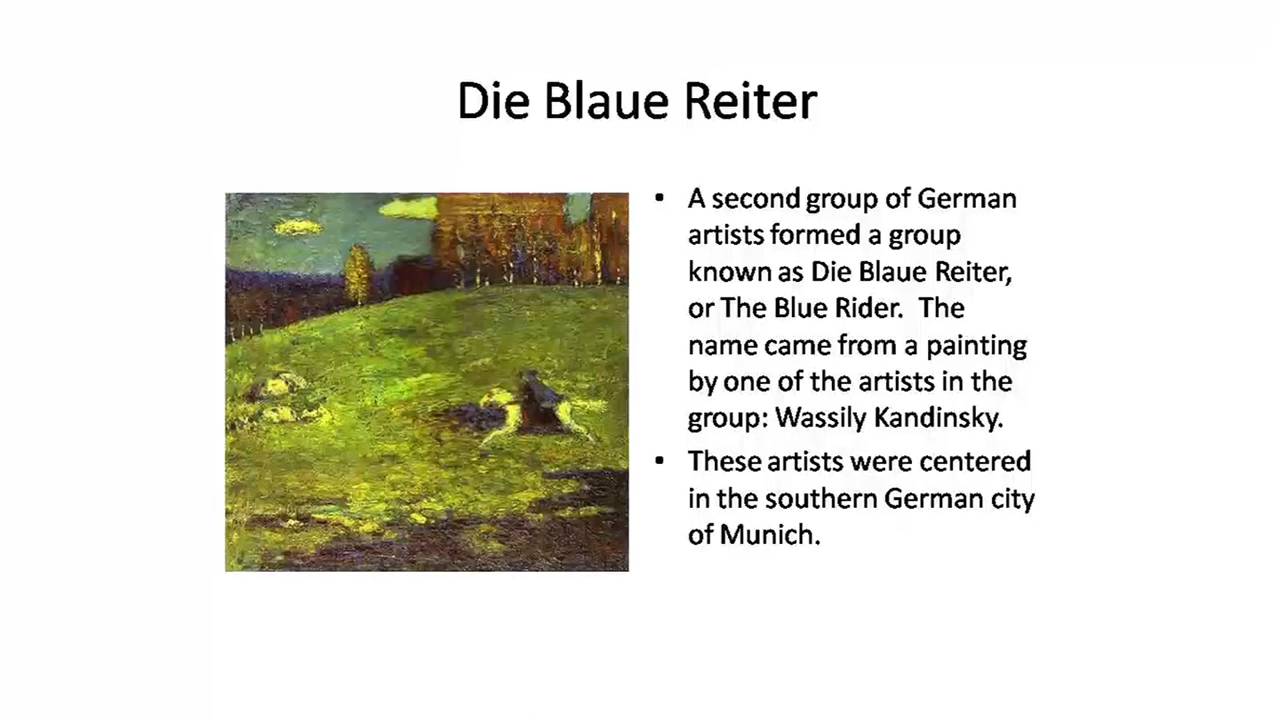 Die Blaue Reiter
• A second group of German
artists formed a group
known as Die Blaue Reiter,
or The Blue Rider.  The
name came from a painting
by one of the artists in the
group: Wassily Kandinsky.
• These artists were centered
in the southern German city
of Munich.